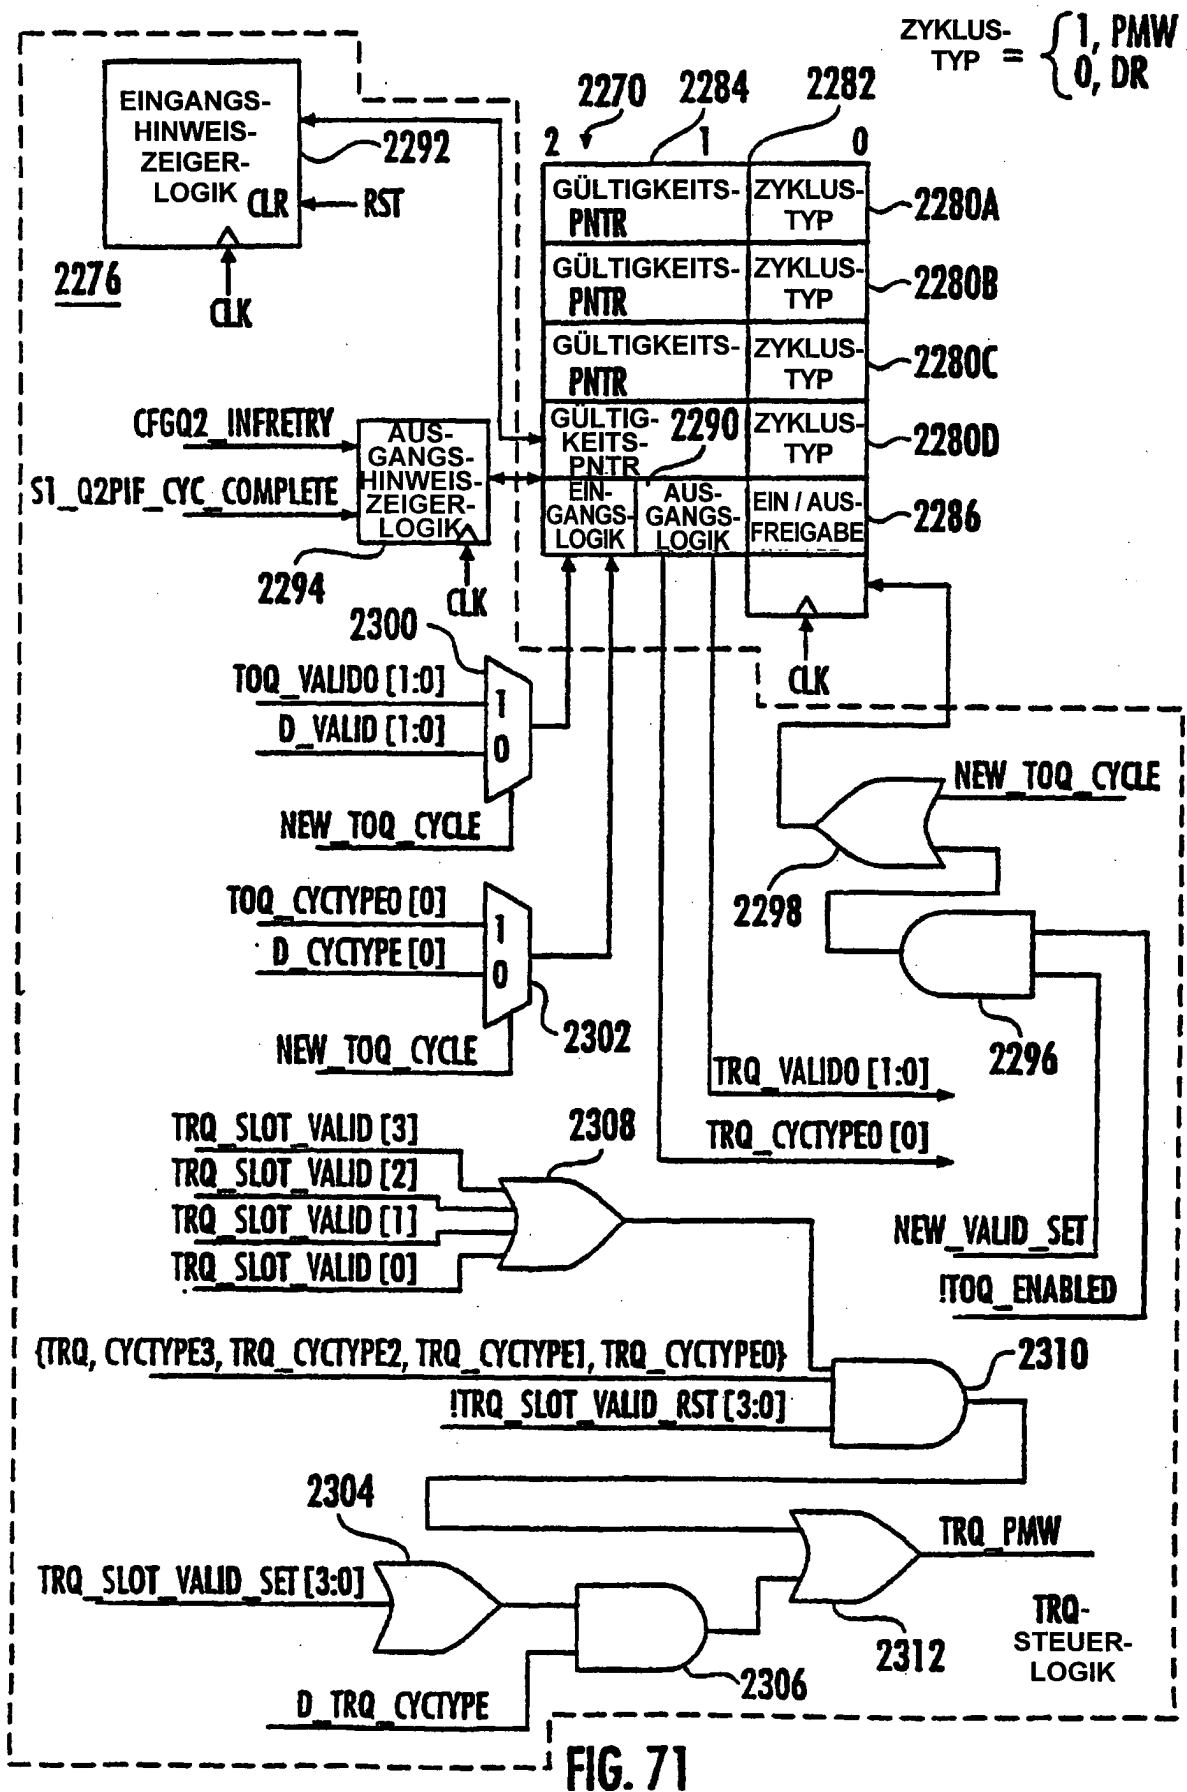 ZYKLUS-
TYP = { 1, PMW
0, DR
EINGANGS-
HINWEIS-
ZEIGER-
LOGIK
CLR
RST
2292
2276
CLK
2270
2284
2282
2 1 0
GÜLTIGKEITS-
PNTR
ZYKLUS-
TYP
2280A
GÜLTIGKEITS-
PNTR
ZYKLUS-
TYP
2280B
GÜLTIGKEITS-
PNTR
ZYKLUS-
TYP
2280C
GÜLTIG-
KEITS-
PNTR
2290
ZYKLUS-
TYP
2280D
EIN-
GANGS-
LOGIK
AUS-
GANGS-
LOGIK
EIN / AUS-
FREIGABE
2286
CLK
CFGQ2_INFRETRY
S1_Q2PIF_CYC_COMPLETE
AUS-
GANGS-
HINWEIS-
ZEIGER-
LOGIK
2294
CLK
2300
TOQ_VALIDO [1:0]
1
D_VALID [1:0]
0
NEW_TOQ_CYCLE
NEW_TOQ_CYCLE
2298
TOQ_CYCTYPEO [0]
1
D_CYCTYPE [0]
0
2302
NEW_TOQ_CYCLE
2296
TRQ_VALIDO [1:0]
TRQ_CYCTYPEO [0]
NEW_VALID_SET
!TOQ_ENABLED
TRQ_SLOT_VALID [3]
TRQ_SLOT_VALID [2]
TRQ_SLOT_VALID [1]
TRQ_SLOT_VALID [0]
2308
{TRQ, CYCTYPE3, TRQ_CYCTYPE2, TRQ_CYCTYPE1, TRQ_CYCTYPE0}
!TRQ_SLOT_VALID_RST [3:0]
2310
2304
TRQ_SLOT_VALID_SET [3:0]
D_TRQ_CYCTYPE
2306
2312
TRQ_PMW
TRQ-
STEUER-
LOGIK
FIG. 71